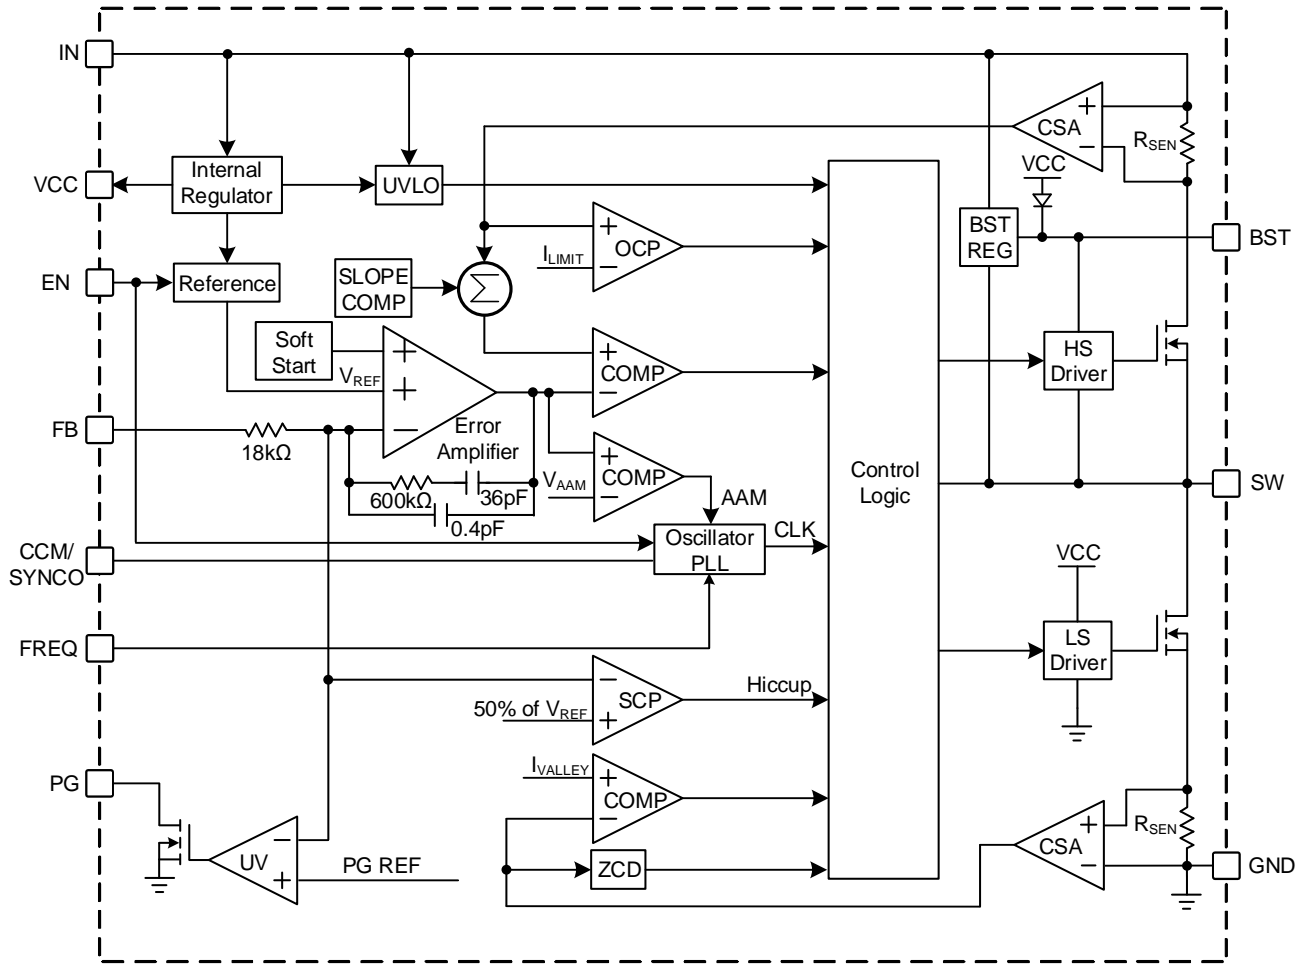 IN
VCC
EN
FB
CCM/
SYNCO
FREQ
PG
Internal
Regulator
UVLO
Reference
SLOPE
COMP
Σ
Soft
Start
VREF
+
+
−
Error
Amplifier
18kΩ
600kΩ
36pF
0.4pF
+
−
OCP
ILIMIT
+
−
COMP
+
−
COMP
VAAM
AAM
Oscillator
PLL
CLK
−
+
SCP
50% of VREF
Hiccup
IVALLEY
+
−
COMP
ZCD
−
+
UV
PG REF
Control
Logic
+
−
CSA
RSEN
VCC
BST
REG
HS
Driver
VCC
LS
Driver
+
−
CSA
RSEN
BST
SW
GND